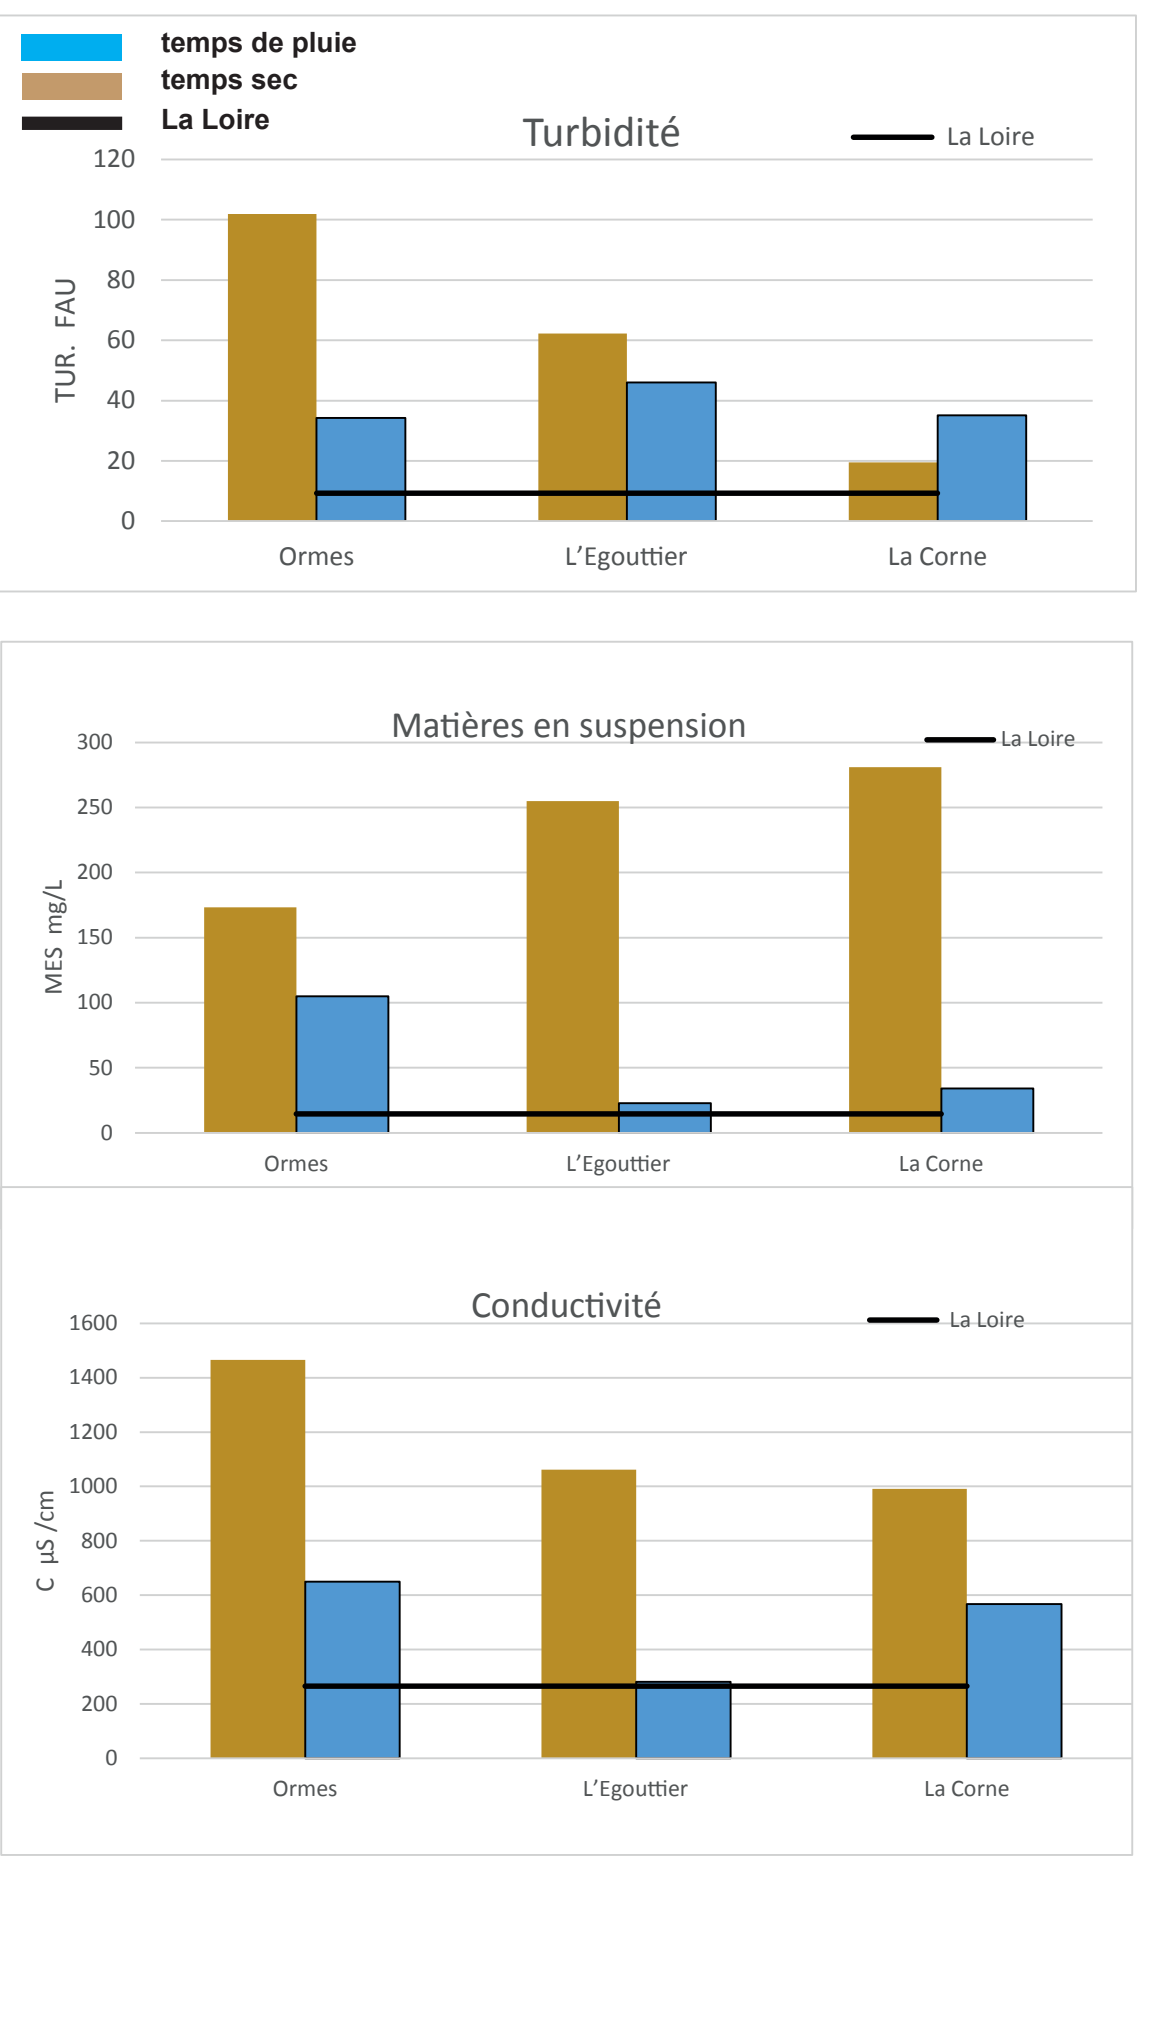 temps de pluie
temps sec
La Loire
Turbidité
La Loire
120
100
80
60
40
20
0
TUR. FAU
Ormes
L’Egouttier
La Corne
Matières en suspension
La Loire
300
250
200
150
100
50
0
MES mg/L
Ormes
L’Egouttier
La Corne
Conductivité
La Loire
1600
1400
1200
1000
800
600
400
200
0
C µS /cm
Ormes
L’Egouttier
La Corne